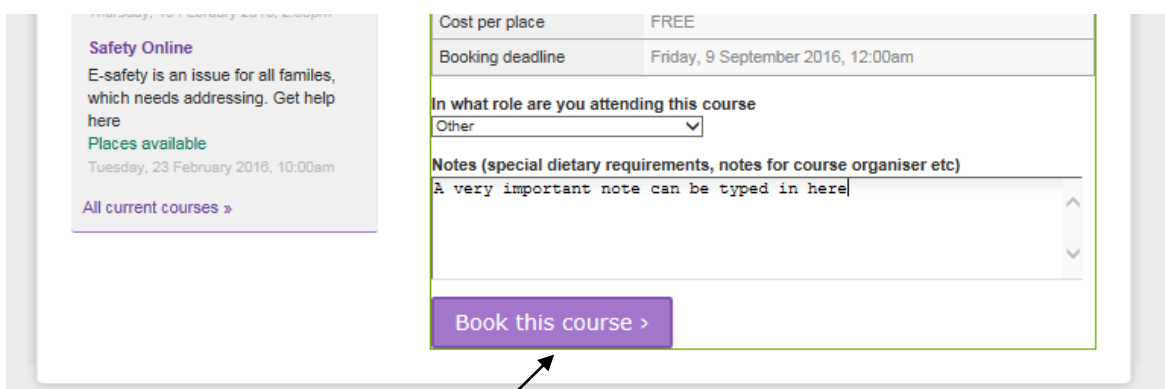 Safety Online
E-safety is an issue for all familes,
which needs addressing. Get help
here
Places available
Tuesday, 23 February 2016, 10:00am
All current courses »
Cost per place FREE
Booking deadline Friday, 9 September 2016, 12:00am
In what role are you attending this course
Other
Notes (special dietary requirements, notes for course organiser etc)
A very important note can be typed in here
Book this course ›